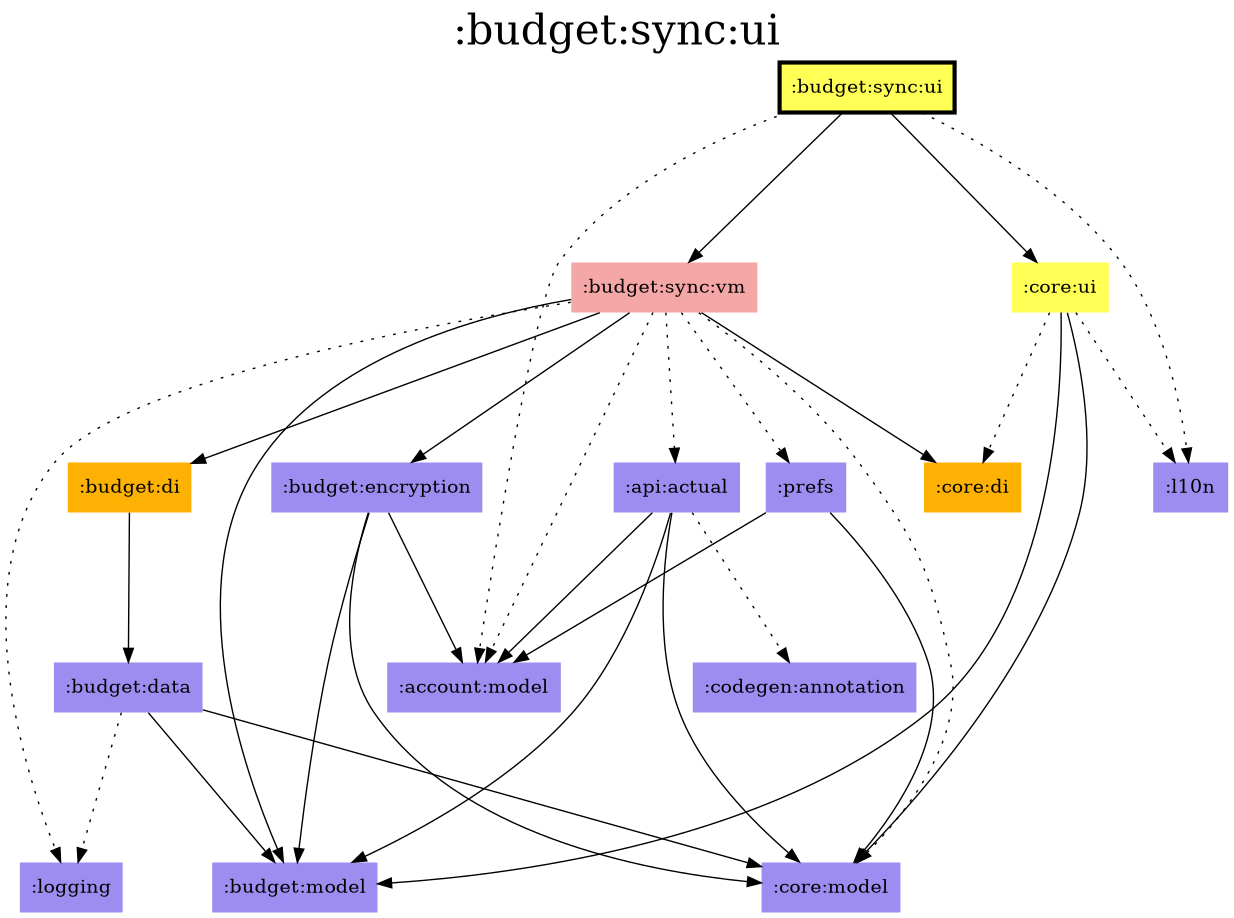 :budget:sync:ui
:budget:sync:ui
:budget:sync:vm
:core:ui
:budget:di
:budget:encryption
:api:actual
:prefs
:core:di
:l10n
:budget:data
:account:model
:codegen:annotation
:logging
:budget:model
:core:model